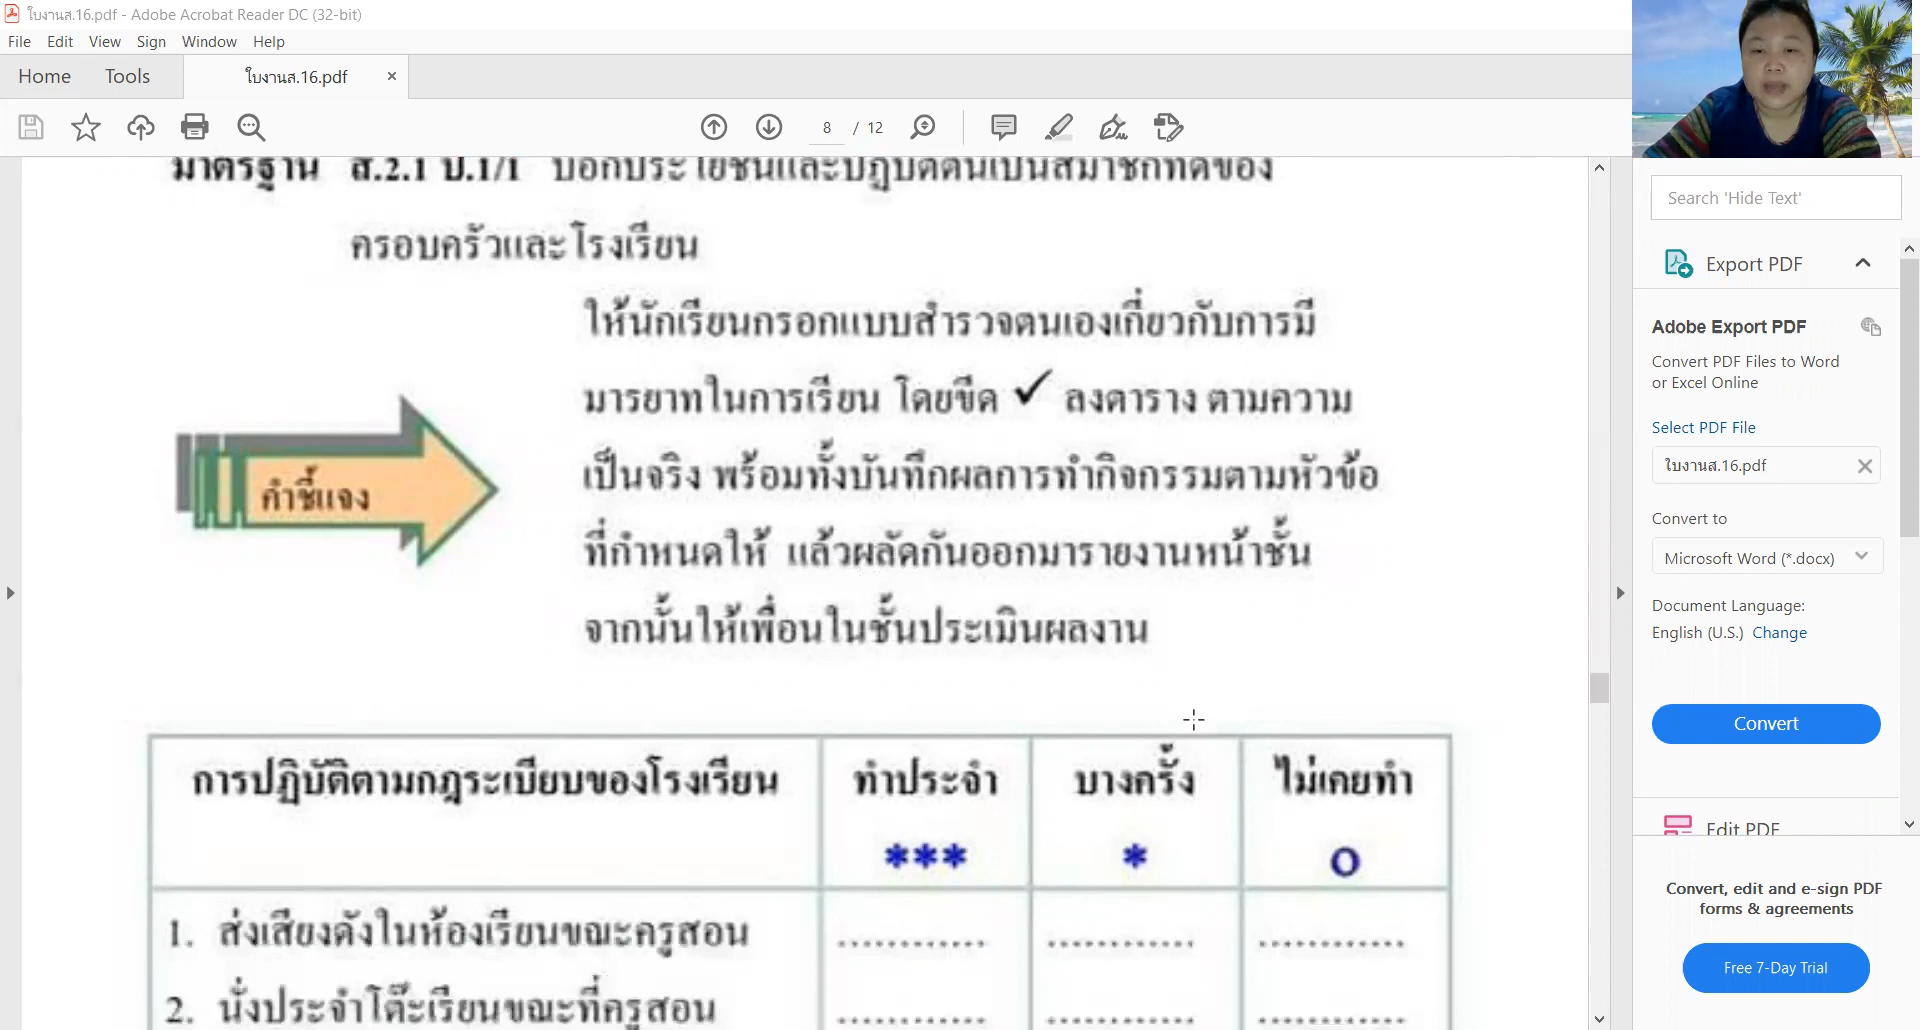 ใบงานส.16.pdf - Adobe Acrobat Reader DC (32-bit)
File Edit View Sign Window Help
Home Tools ใบงานส.16.pdf
8 / 12
มาตรฐาน ส.2.1 ป.1/1 บอกประโยชน์และปฏิบัติตนเป็นสมาชิกที่ดีของ
ครอบครัวและโรงเรียน
ให้นักเรียนกรอกแบบสำรวจตนเองเกี่ยวกับการมี
มารยาทในการเรียน โดยขีด ✓ ลงตาราง ตามความ
เป็นจริง พร้อมทั้งบันทึกผลการทำกิจกรรมตามหัวข้อ
ที่กำหนดให้ แล้วผลัดกันออกมารายงานหน้าชั้น
จากนั้นให้เพื่อนในชั้นประเมินผลงาน
คำชี้แจง
การปฏิบัติตามกฎระเบียบของโรงเรียน ทำประจำ บางครั้ง ไม่เคยทำ
*** * O
1. ส่งเสียงดังในห้องเรียนขณะครูสอน ............ ............ ............
2. นั่งประจำโต๊ะเรียนขณะที่ครูสอน ............ ............ ............
Search 'Hide Text'
Export PDF
Adobe Export PDF
Convert PDF Files to Word
or Excel Online
Select PDF File
ใบงานส.16.pdf
Convert to
Microsoft Word (*.docx)
Document Language:
English (U.S.) Change
Convert
Edit PDF
Convert, edit and e-sign PDF
forms & agreements
Free 7-Day Trial